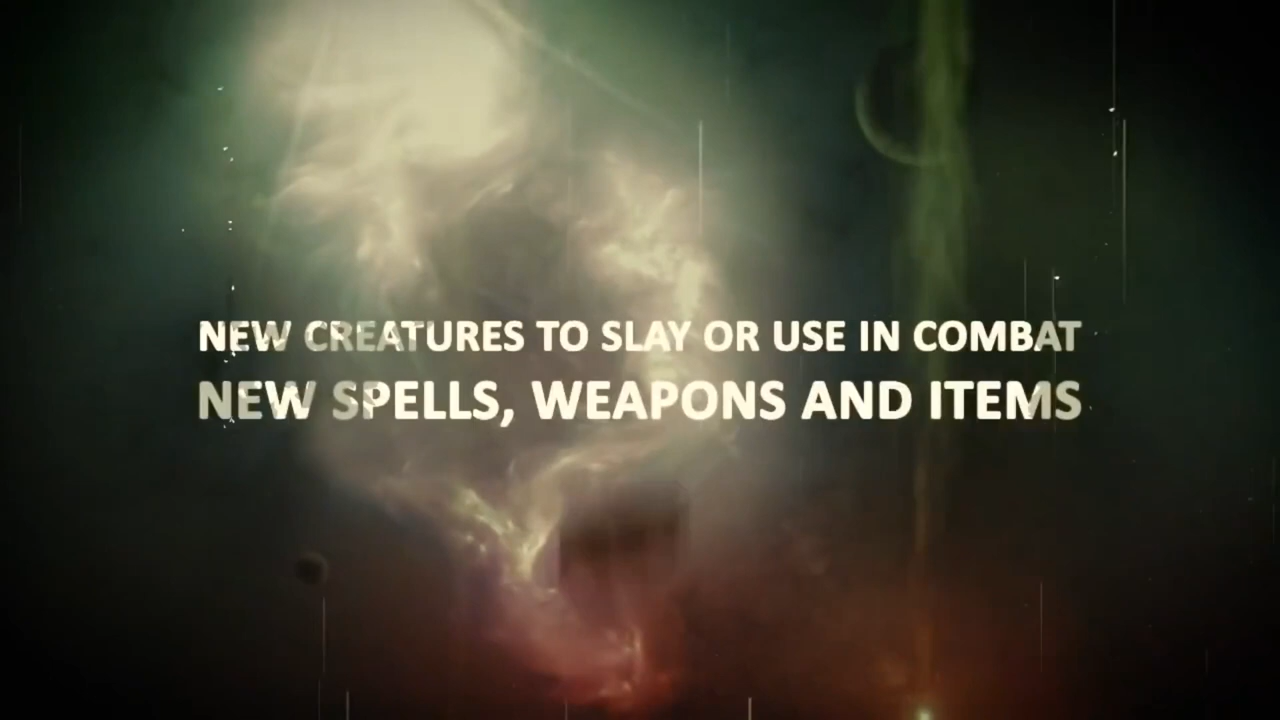 NEW CREATURES TO SLAY OR USE IN COMBAT
NEW SPELLS, WEAPONS AND ITEMS